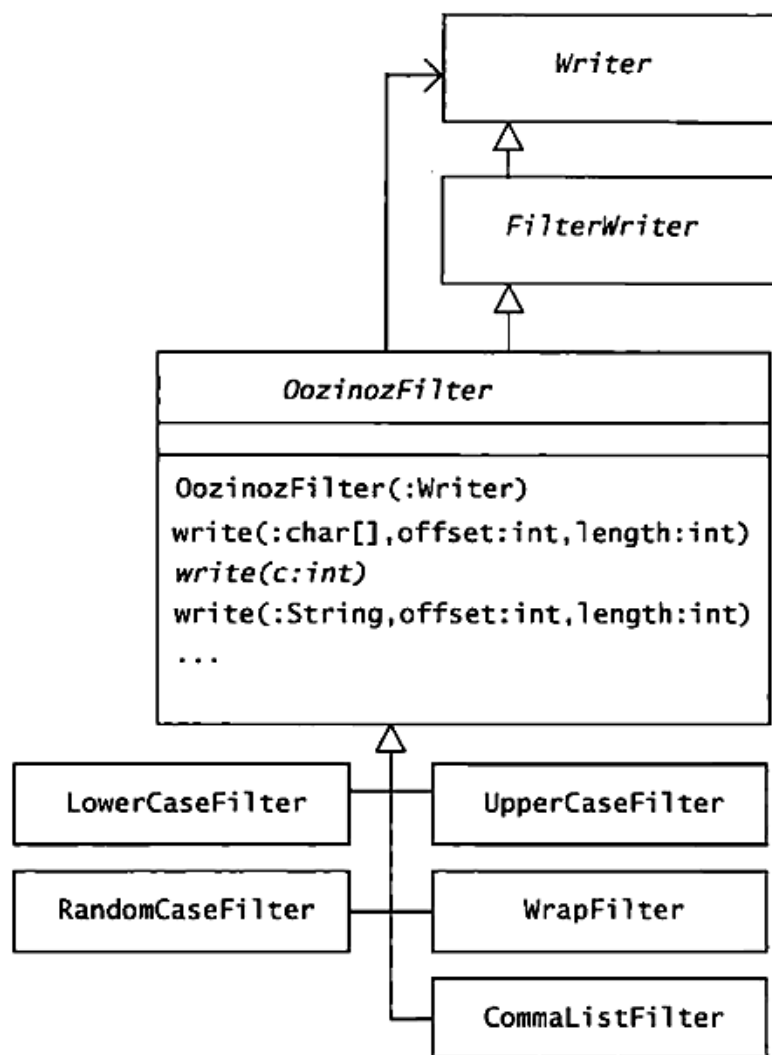 Writer
FilterWriter
OozinozFilter
OozinozFilter(:Writer)
write(:char[],offset:int,length:int)
write(c:int)
write(:String,offset:int,length:int)
...
LowerCaseFilter
UpperCaseFilter
RandomCaseFilter
WrapFilter
CommaListFilter